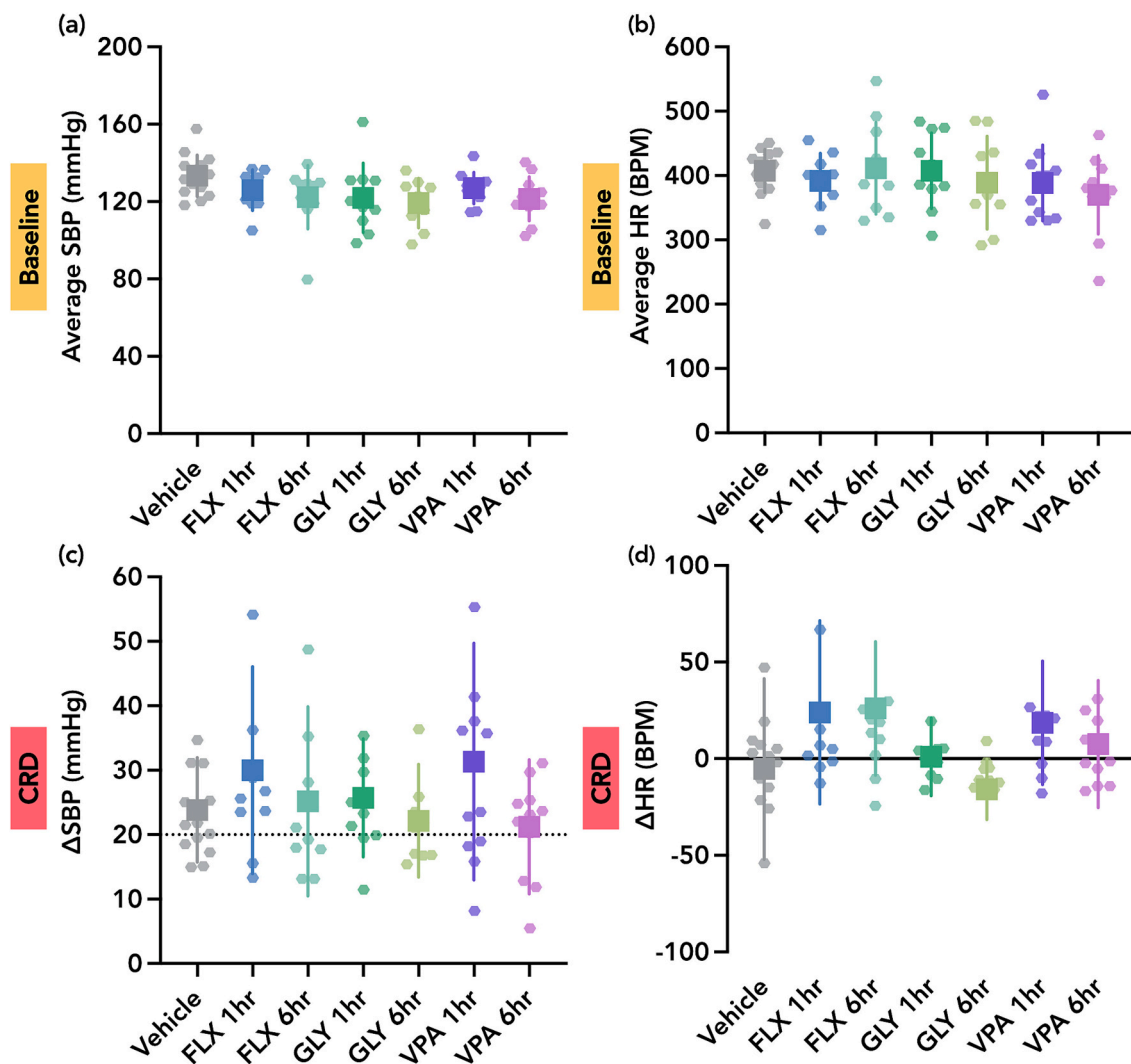 (a)
(b)
Baseline
Average SBP (mmHg)
200
160
120
80
40
0
Vehicle
FLX 1hr
FLX 6hr
GLY 1hr
GLY 6hr
VPA 1hr
VPA 6hr
Baseline
Average HR (BPM)
600
500
400
300
200
100
0
Vehicle
FLX 1hr
FLX 6hr
GLY 1hr
GLY 6hr
VPA 1hr
VPA 6hr
(c)
(d)
CRD
ΔSBP (mmHg)
60
50
40
30
20
10
0
Vehicle
FLX 1hr
FLX 6hr
GLY 1hr
GLY 6hr
VPA 1hr
VPA 6hr
CRD
ΔHR (BPM)
100
50
0
-50
-100
Vehicle
FLX 1hr
FLX 6hr
GLY 1hr
GLY 6hr
VPA 1hr
VPA 6hr